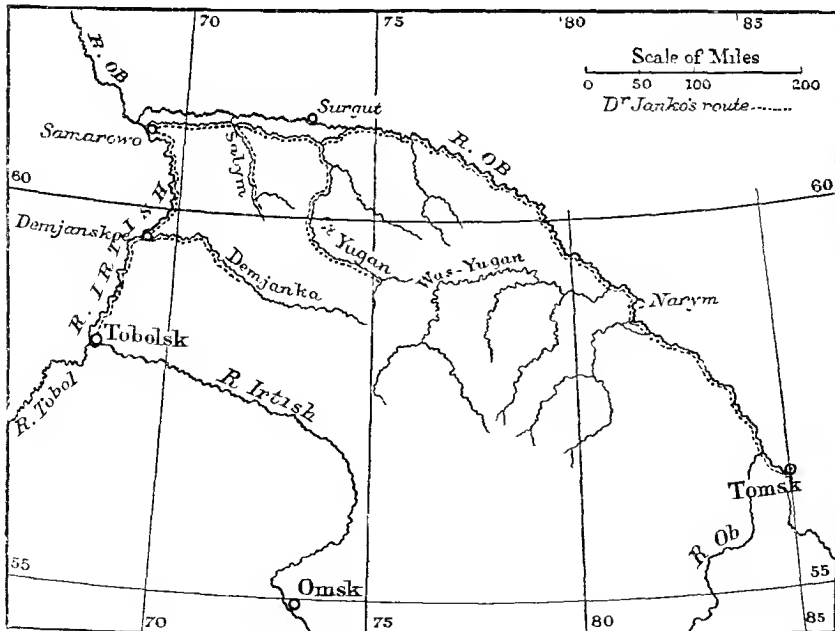 70
75
80
85
R. OB
Scale of Miles
0 50 100 200
Dr Janko's route
Surgut
Samarowo
Salym
R. OB
60
60
R. IRTISH
Demjansko
Yugan
Was-Yugan
Demjanka
Narym
Tobolsk
R. Tobol
R Irtish
Tomsk
R. Ob
55
Omsk
55
70
75
80
85